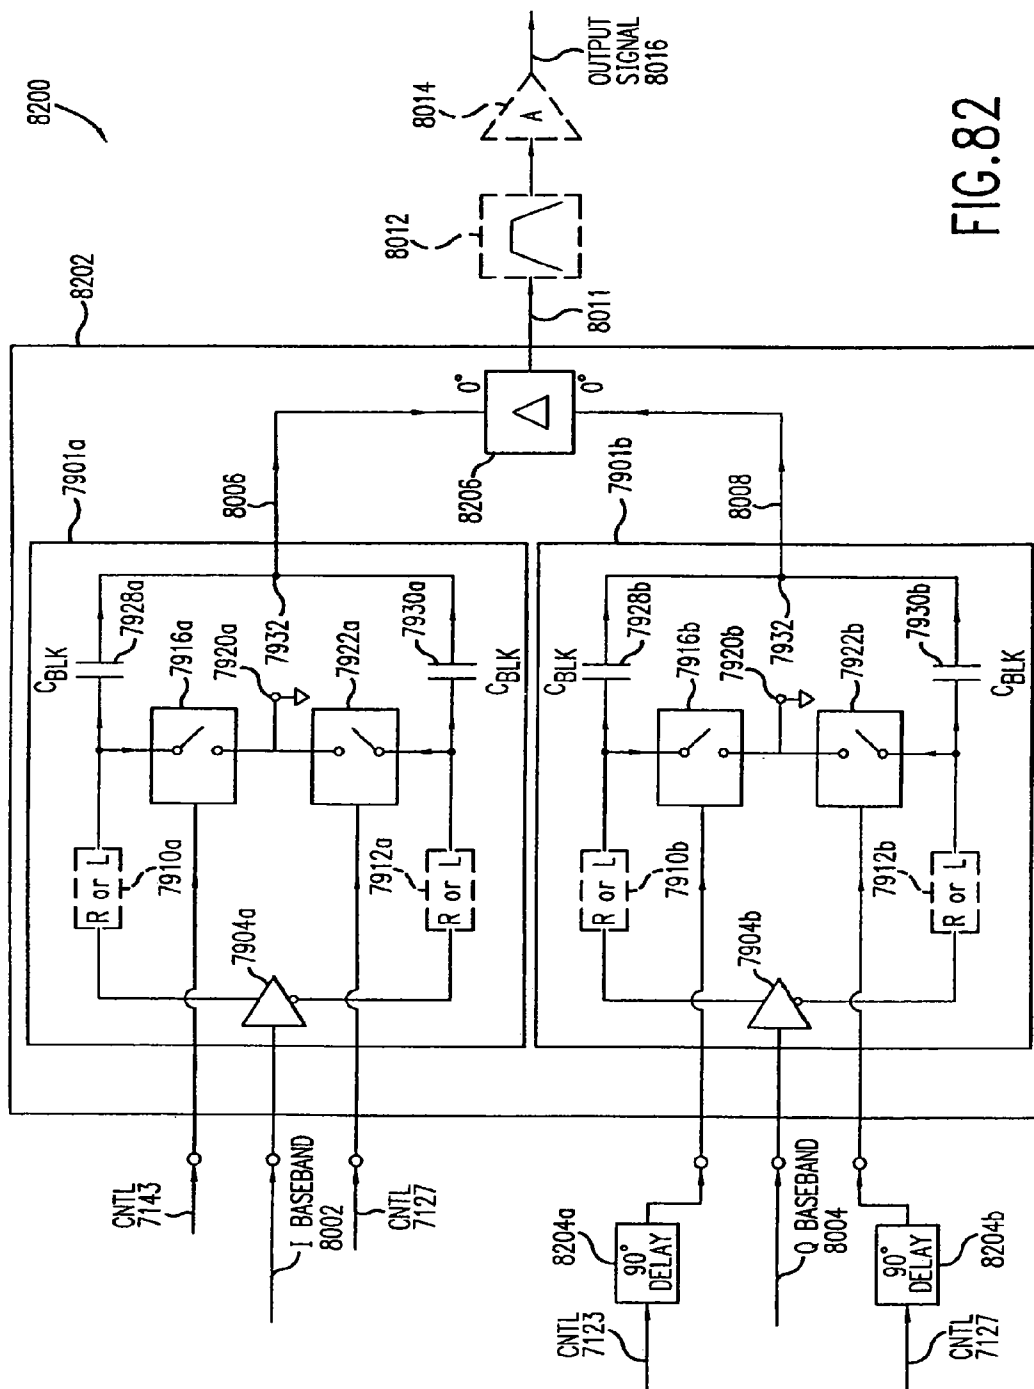 8200
8202
7901a
C_BLK
7928a
7916a
7920a
7932
7922a
7930a
C_BLK
R or L
7910a
7904a
7912a
R or L
8006
8206
0°
0°
8011
8012
8014
A
OUTPUT
SIGNAL
8016
CNTL
7143
I BASEBAND
8002
CNTL
7127
7901b
8008
C_BLK
7928b
7916b
7920b
7932
7922b
7930b
C_BLK
R or L
7910b
7904b
7912b
R or L
8204a
90°
DELAY
CNTL
7123
Q BASEBAND
8004
90°
DELAY
8204b
CNTL
7127
FIG.82